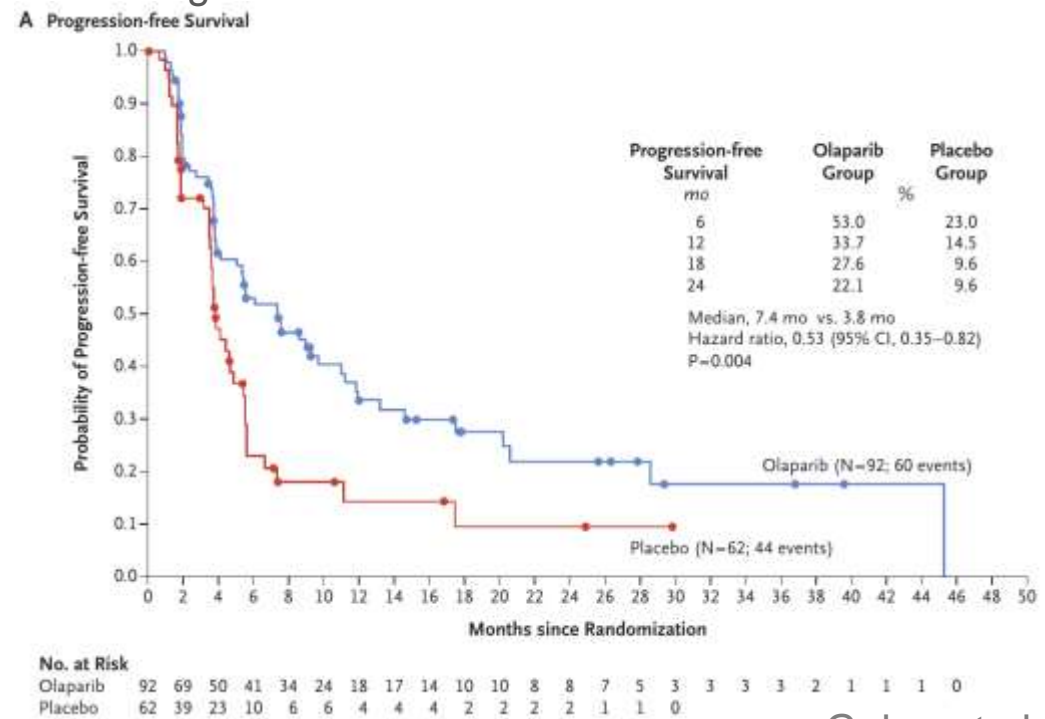 A Progression-free Survival
Probability of Progression-free Survival
1.0
0.9
0.8
0.7
0.6
0.5
0.4
0.3
0.2
0.1
0.0
Progression-free Survival Olaparib Group Placebo Group
mo %
6 53.0 23.0
12 33.7 14.5
18 27.6 9.6
24 22.1 9.6
Median, 7.4 mo vs. 3.8 mo
Hazard ratio, 0.53 (95% CI, 0.35–0.82)
P=0.004
Olaparib (N=92; 60 events)
Placebo (N=62; 44 events)
0 2 4 6 8 10 12 14 16 18 20 22 24 26 28 30 32 34 36 38 40 42 44 46 48 50
Months since Randomization
No. at Risk
Olaparib 92 69 50 41 34 24 18 17 14 10 10 8 8 7 5 3 3 3 3 2 1 1 1 0
Placebo 62 39 23 10 6 6 4 4 4 2 2 2 2 1 1 0